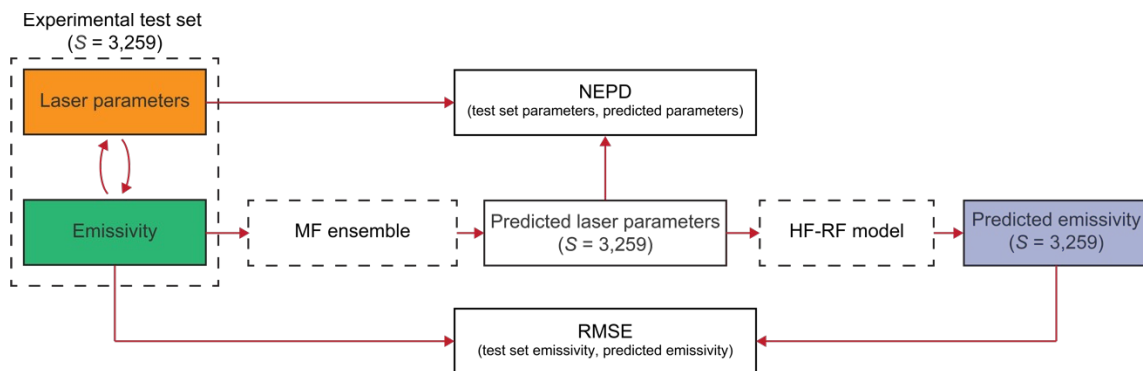 Experimental test set
(S = 3,259)
Laser parameters
NEPD
(test set parameters, predicted parameters)
Emissivity
MF ensemble
Predicted laser parameters
(S = 3,259)
HF-RF model
Predicted emissivity
(S = 3,259)
RMSE
(test set emissivity, predicted emissivity)